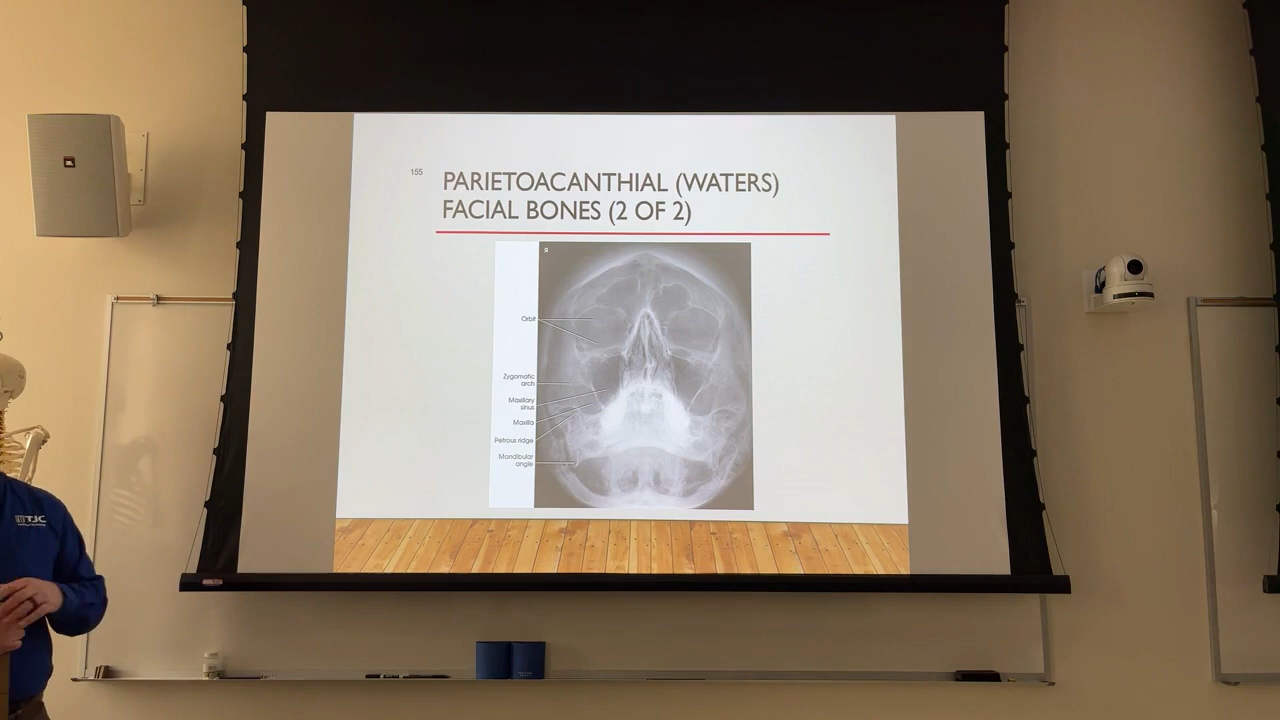 155
PARIETOACANTHIAL (WATERS)
FACIAL BONES (2 OF 2)
R
Orbit
Zygomatic
arch
Maxillary
sinus
Maxilla
Petrous ridge
Mandibular
angle
JBL
TJC